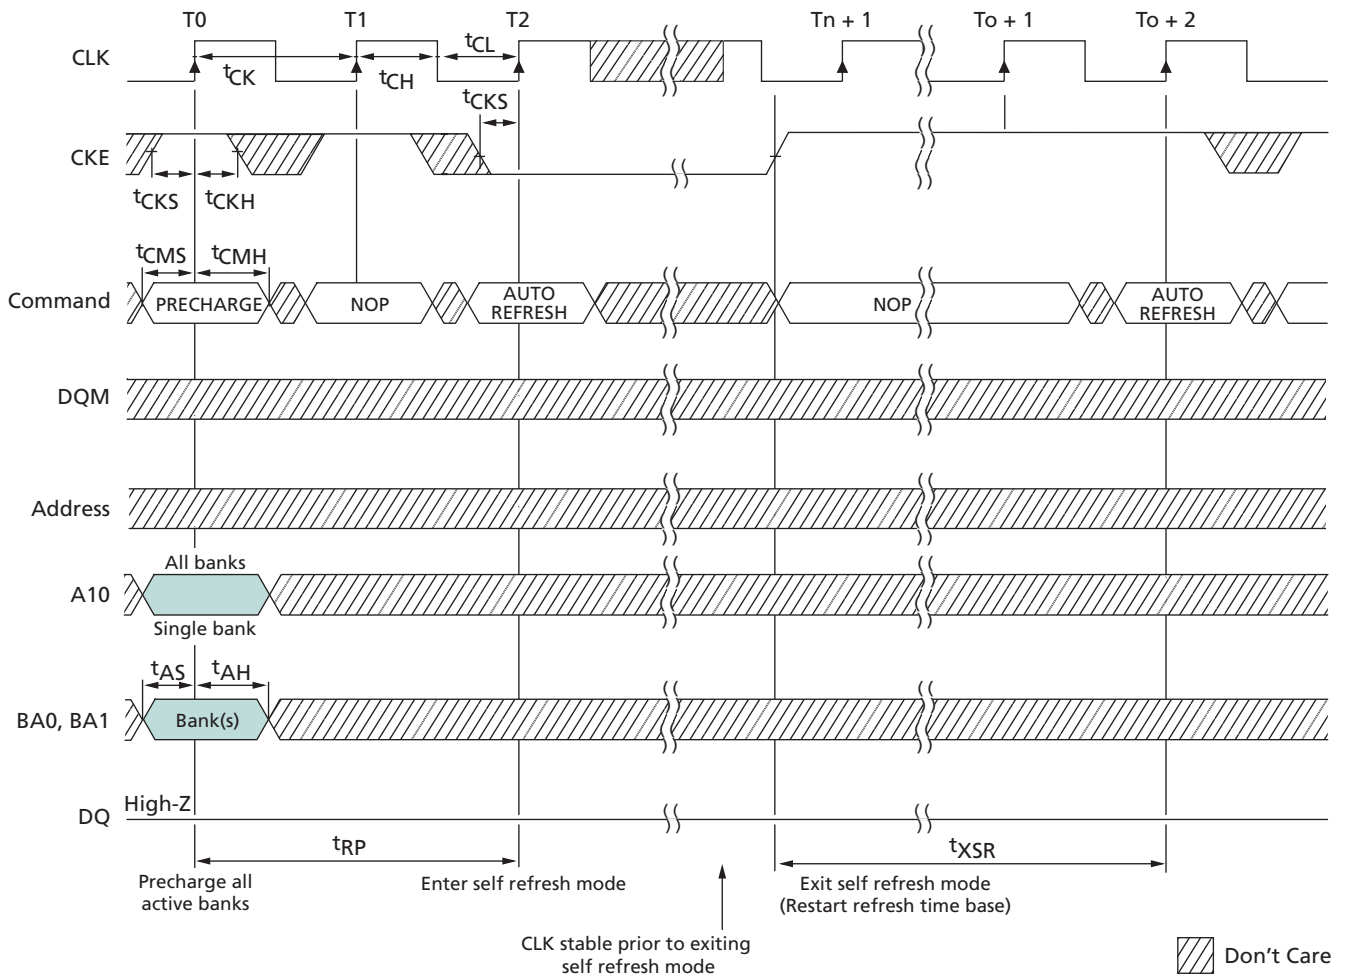 T0 T1 T2 Tn + 1 To + 1 To + 2
CLK
tCK tCH tCL
tCKS
CKE
tCKS tCKH
tCMS tCMH
Command PRECHARGE NOP AUTO REFRESH NOP AUTO REFRESH
DQM
Address
All banks
A10
Single bank
tAS tAH
BA0, BA1 Bank(s)
High-Z
DQ
tRP tXSR
Precharge all
active banks
Enter self refresh mode
Exit self refresh mode
(Restart refresh time base)
CLK stable prior to exiting
self refresh mode
Don't Care